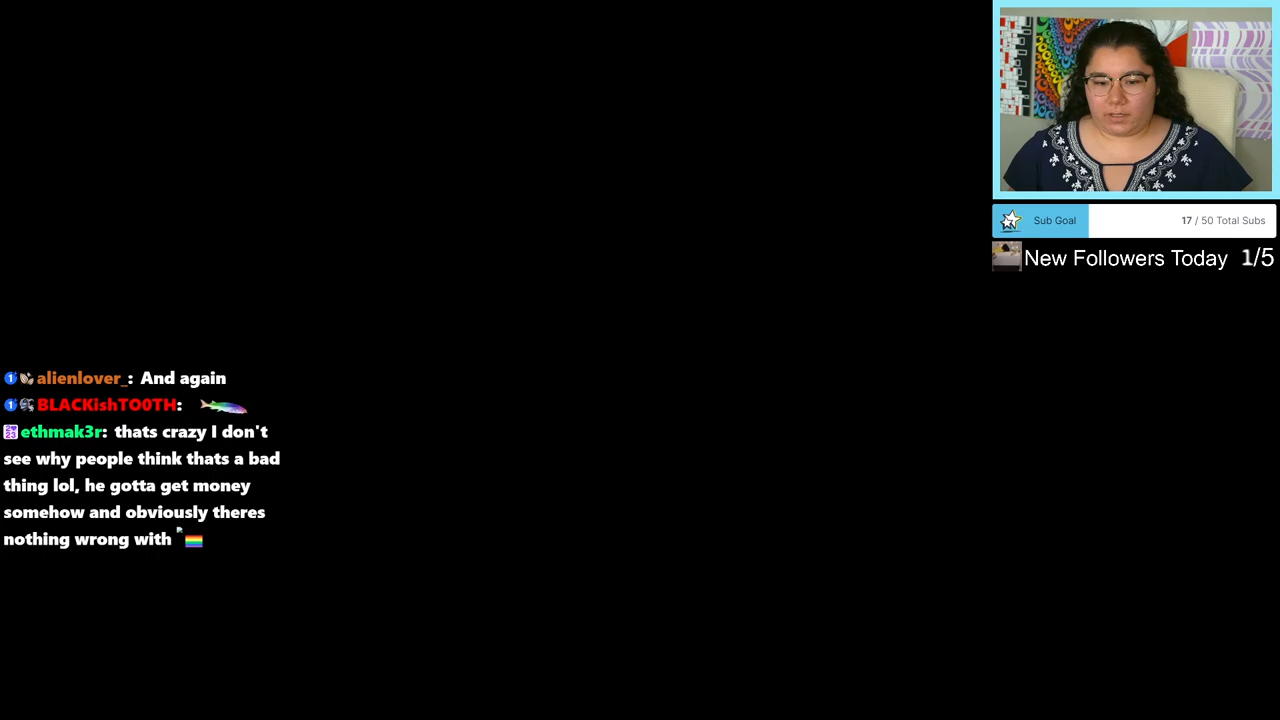 Sub Goal 17 / 50 Total Subs
New Followers Today 1/5
alienlover_: And again
BLACKishTO0TH:
ethmak3r: thats crazy I don't
see why people think thats a bad
thing lol, he gotta get money
somehow and obviously theres
nothing wrong with